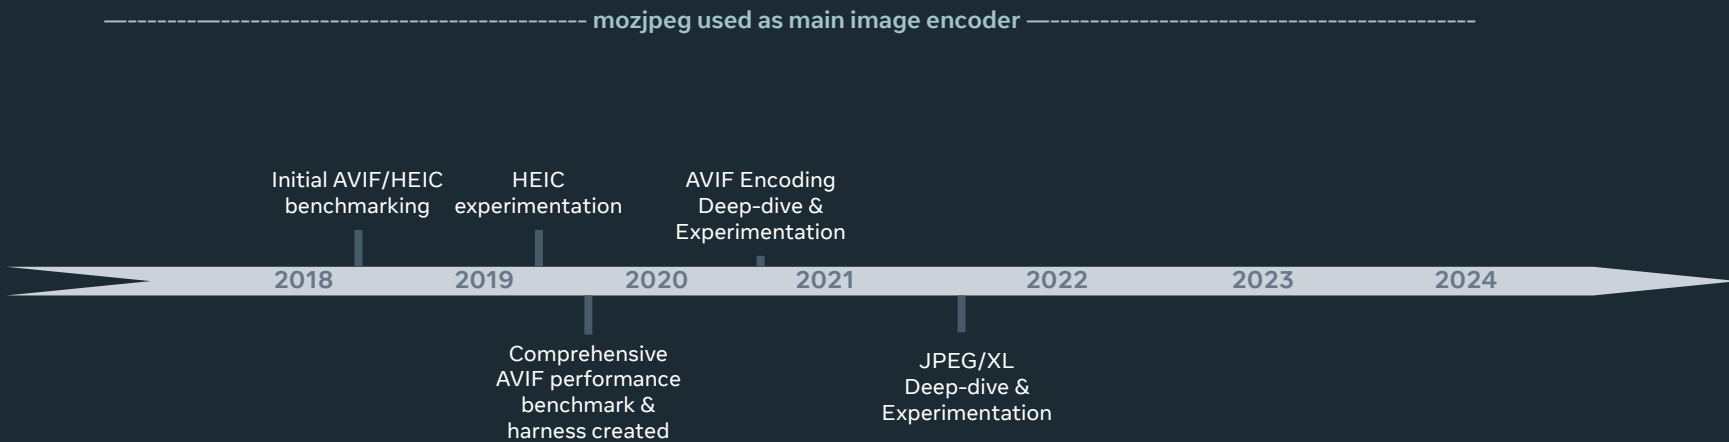 mozjpeg used as main image encoder
Initial AVIF/HEIC
benchmarking
HEIC
experimentation
AVIF Encoding
Deep-dive &
Experimentation
2018 2019 2020 2021 2022 2023 2024
Comprehensive
AVIF performance
benchmark &
harness created
JPEG/XL
Deep-dive &
Experimentation